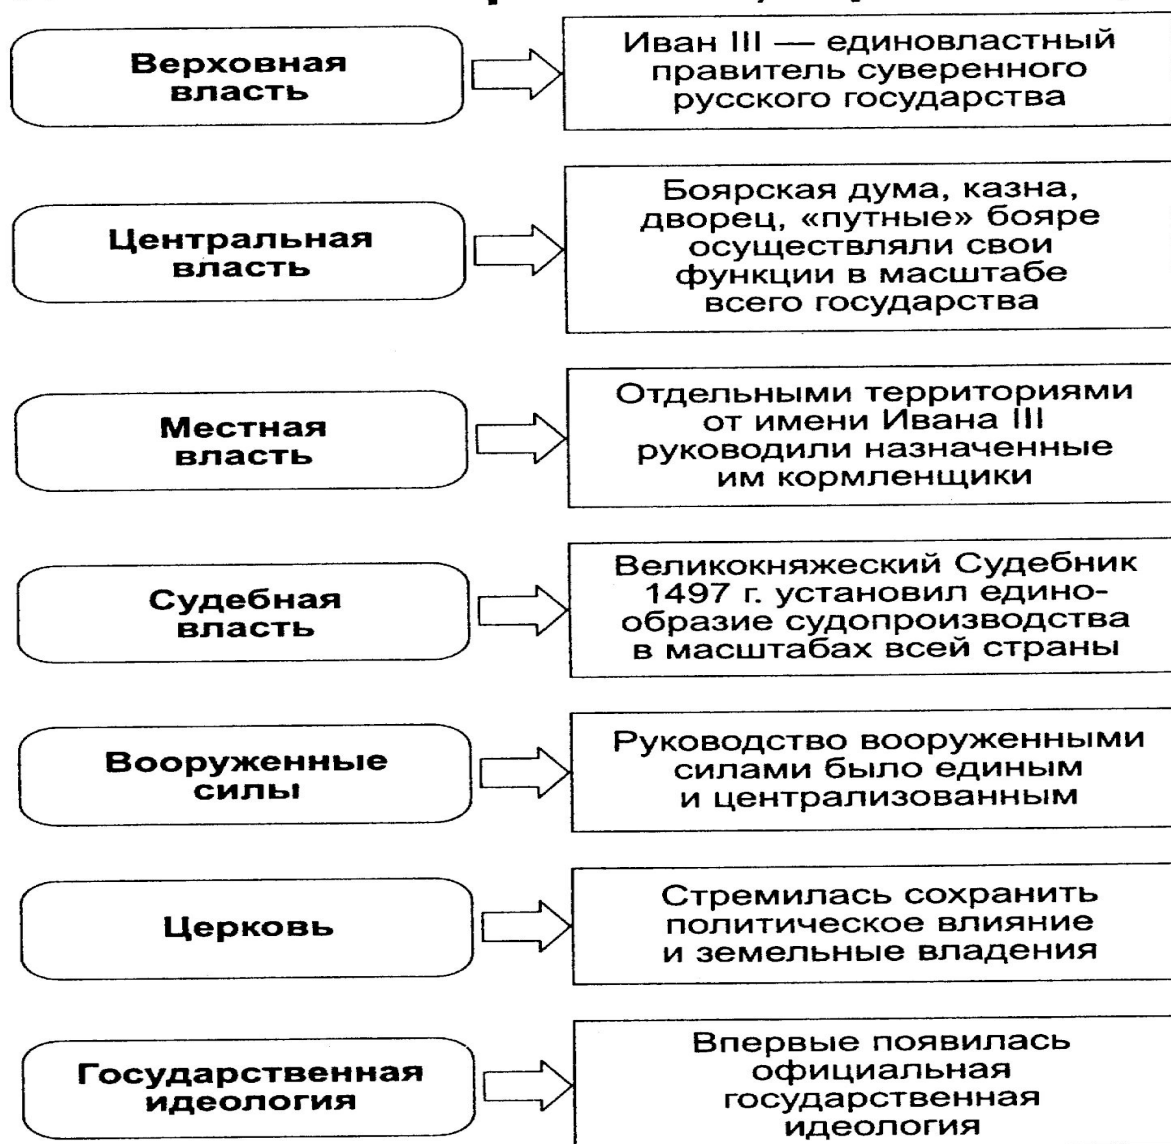 Верховная
власть
Иван III — единовластный
правитель суверенного
русского государства
Центральная
власть
Боярская дума, казна,
дворец, «путные» бояре
осуществляли свои
функции в масштабе
всего государства
Местная
власть
Отдельными территориями
от имени Ивана III
руководили назначенные
им кормленщики
Судебная
власть
Великокняжеский Судебник
1497 г. установил едино-
образие судопроизводства
в масштабах всей страны
Вооруженные
силы
Руководство вооруженными
силами было единым
и централизованным
Церковь
Стремилась сохранить
политическое влияние
и земельные владения
Государственная
идеология
Впервые появилась
официальная
государственная
идеология